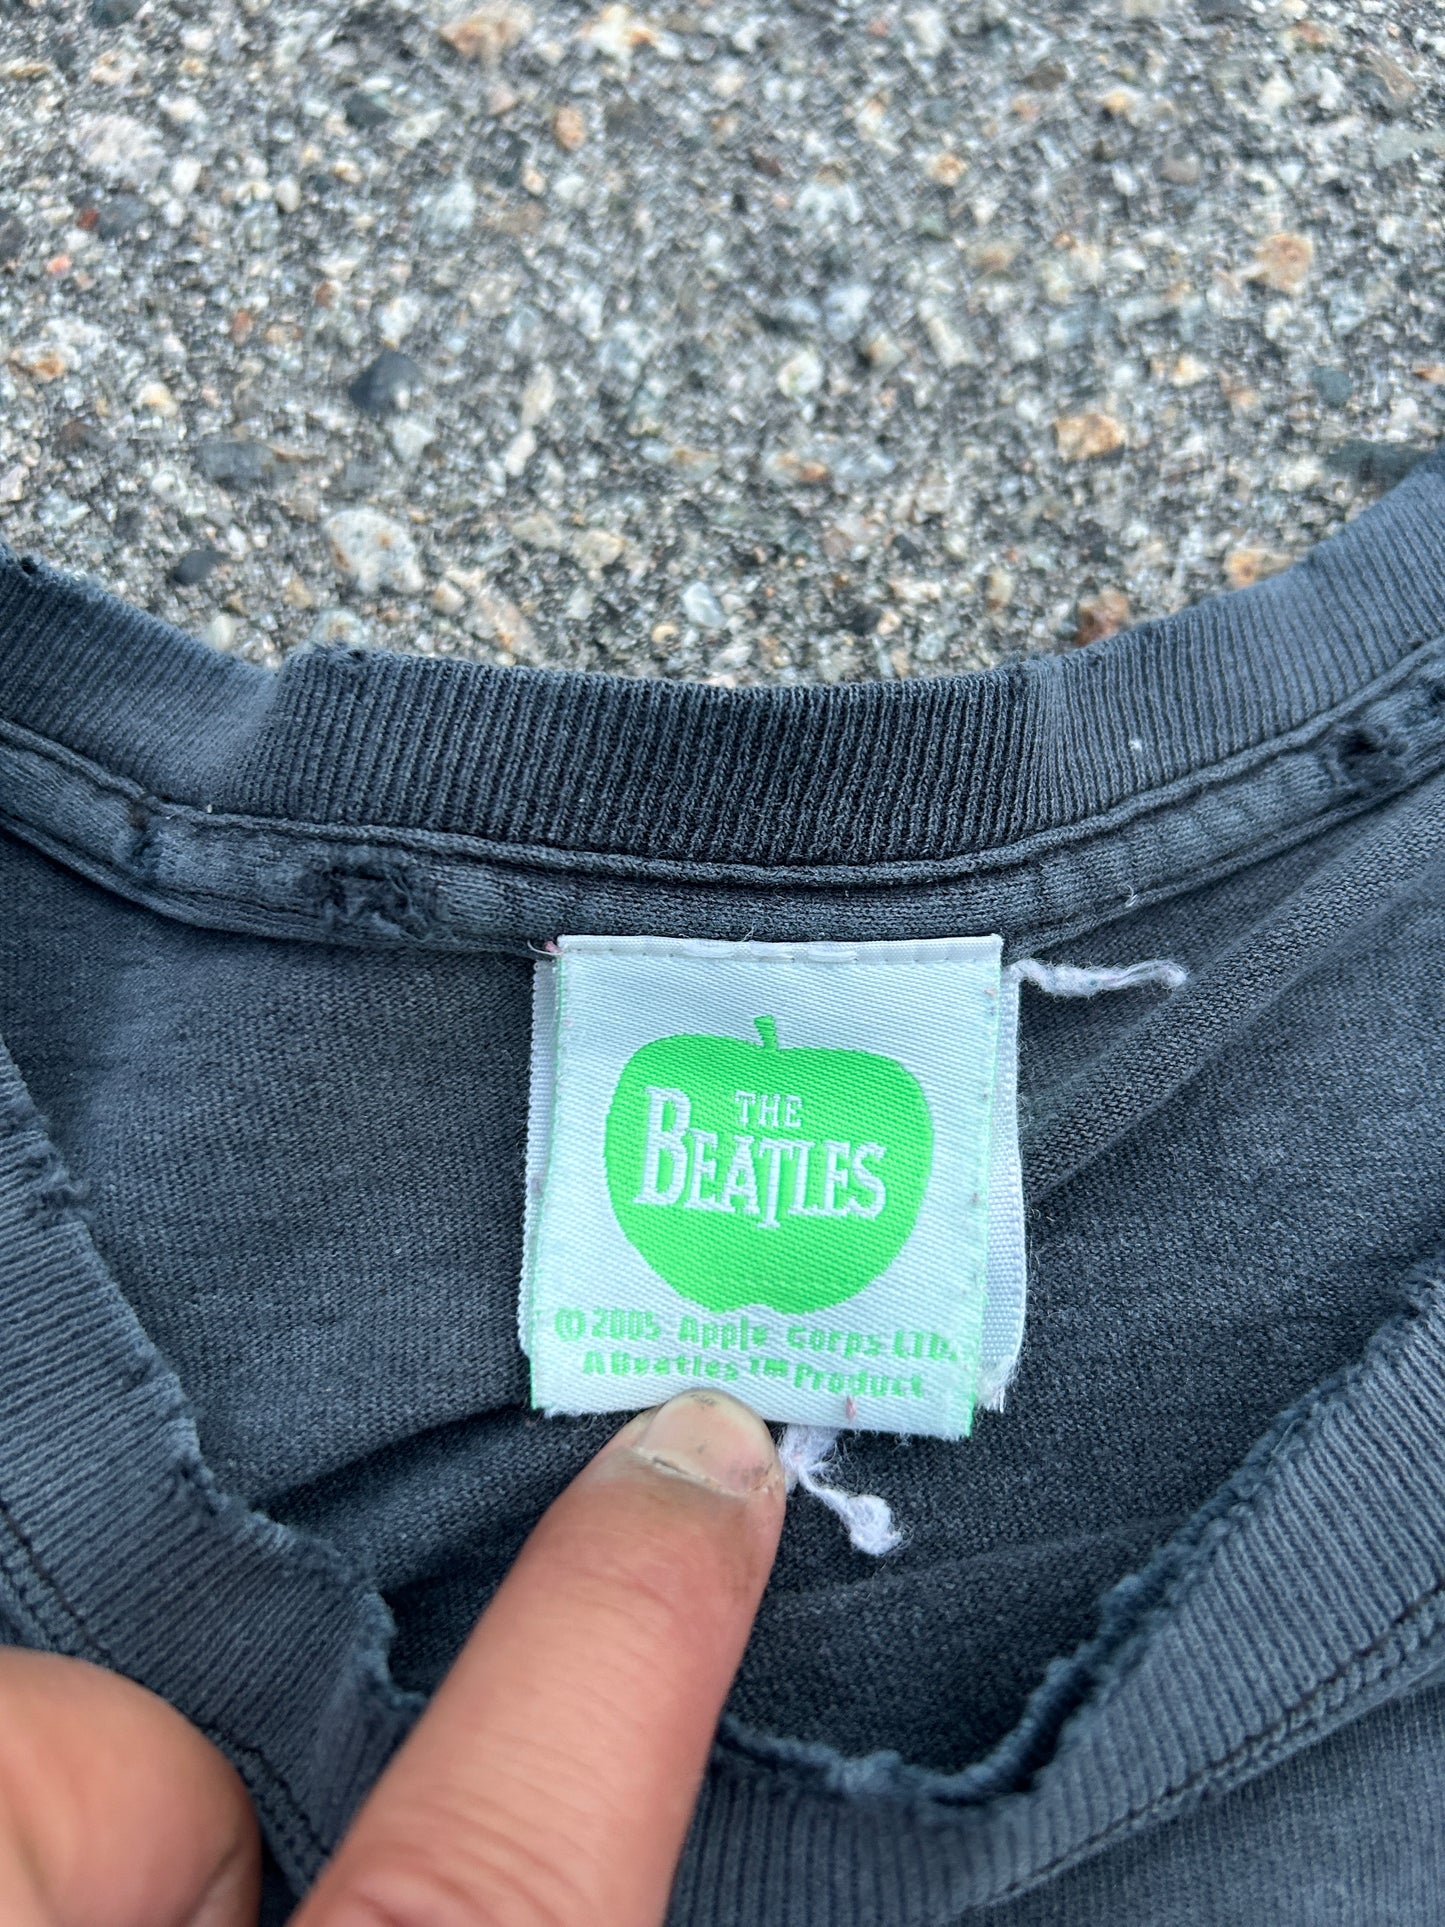 THE
BEATLES
© 2005 Apple Corps LTD.
A Beatles ™ Product